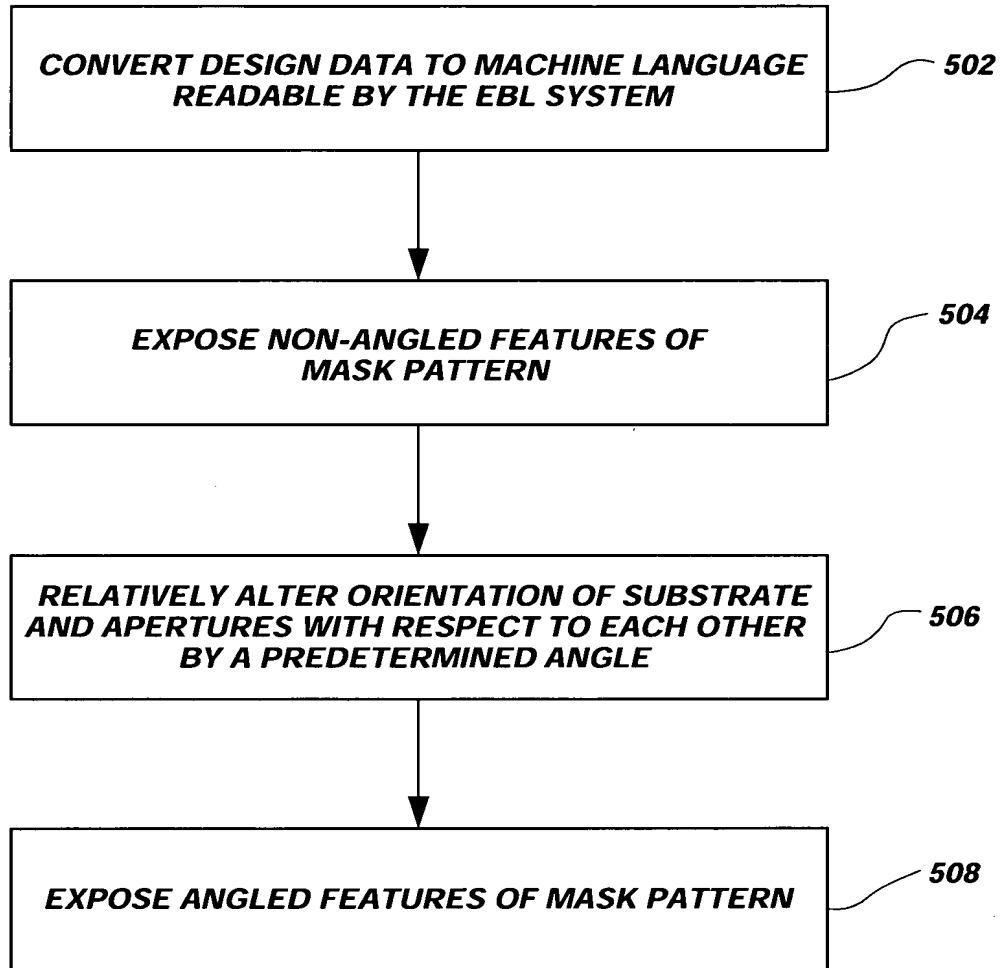 CONVERT DESIGN DATA TO MACHINE LANGUAGE
READABLE BY THE EBL SYSTEM
502
EXPOSE NON-ANGLED FEATURES OF
MASK PATTERN
504
RELATIVELY ALTER ORIENTATION OF SUBSTRATE
AND APERTURES WITH RESPECT TO EACH OTHER
BY A PREDETERMINED ANGLE
506
EXPOSE ANGLED FEATURES OF MASK PATTERN
508